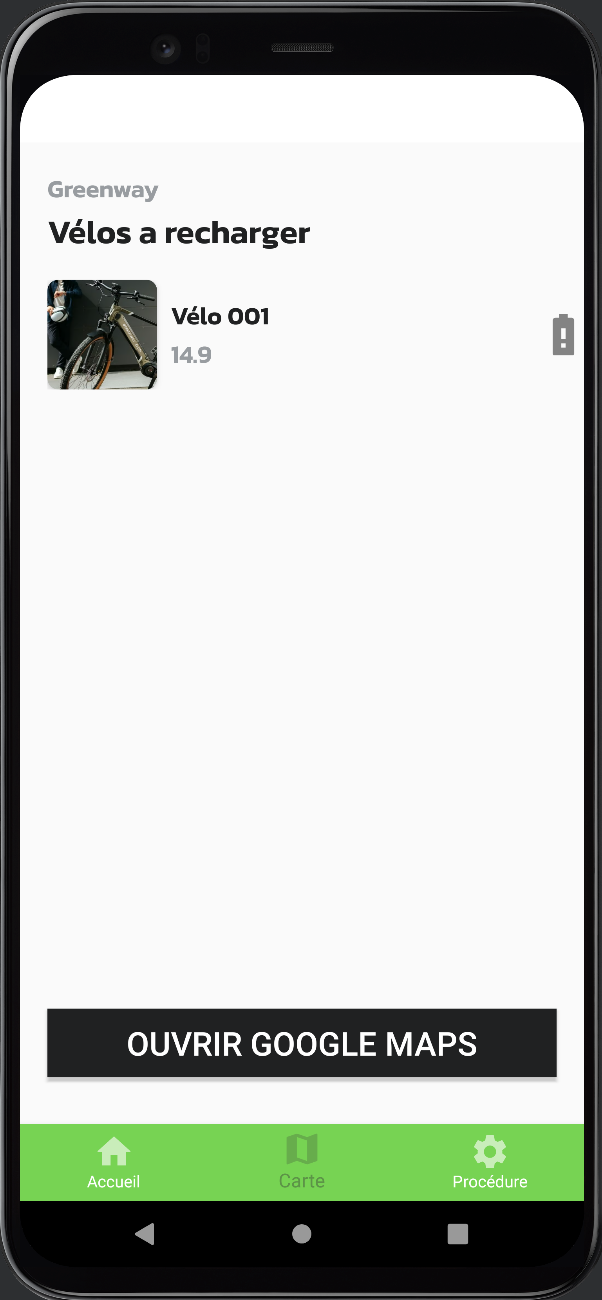 Greenway
Vélos a recharger
Vélo 001
14.9
OUVRIR GOOGLE MAPS
Accueil
Carte
Procédure